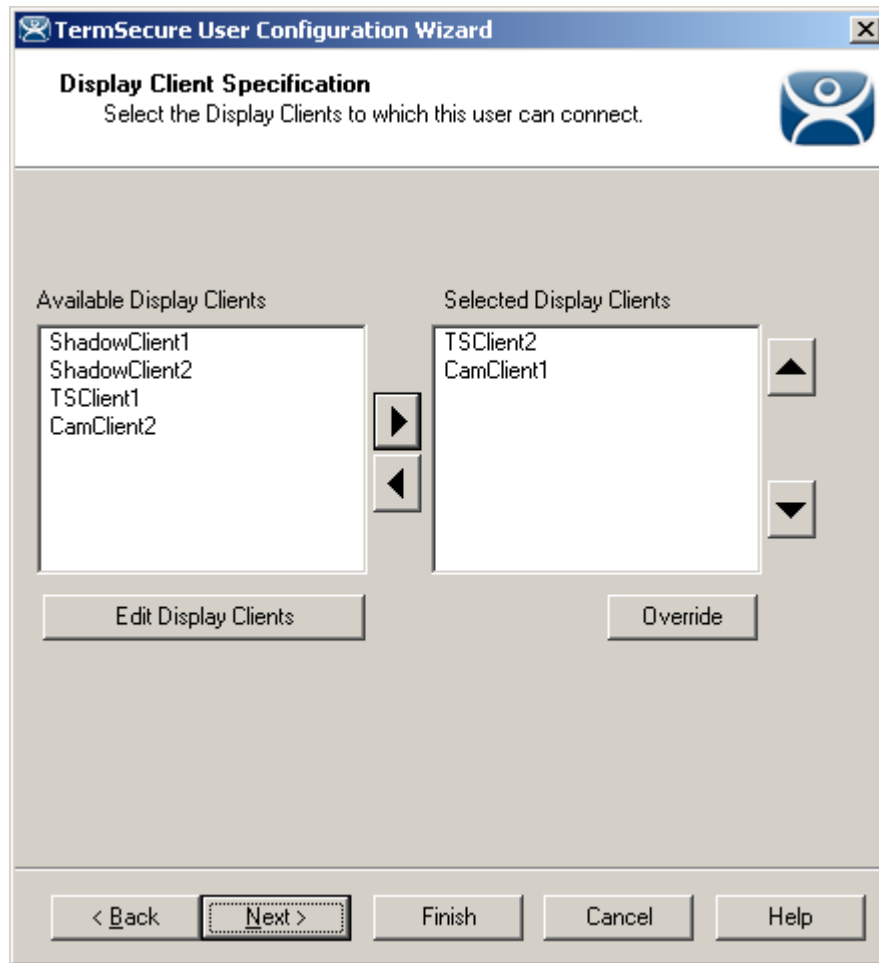 TermSecure User Configuration Wizard
Display Client Specification
Select the Display Clients to which this user can connect.
Available Display Clients
ShadowClient1
ShadowClient2
TSClient1
CamClient2
Edit Display Clients
Selected Display Clients
TSClient2
CamClient1
Override
< Back
Next >
Finish
Cancel
Help